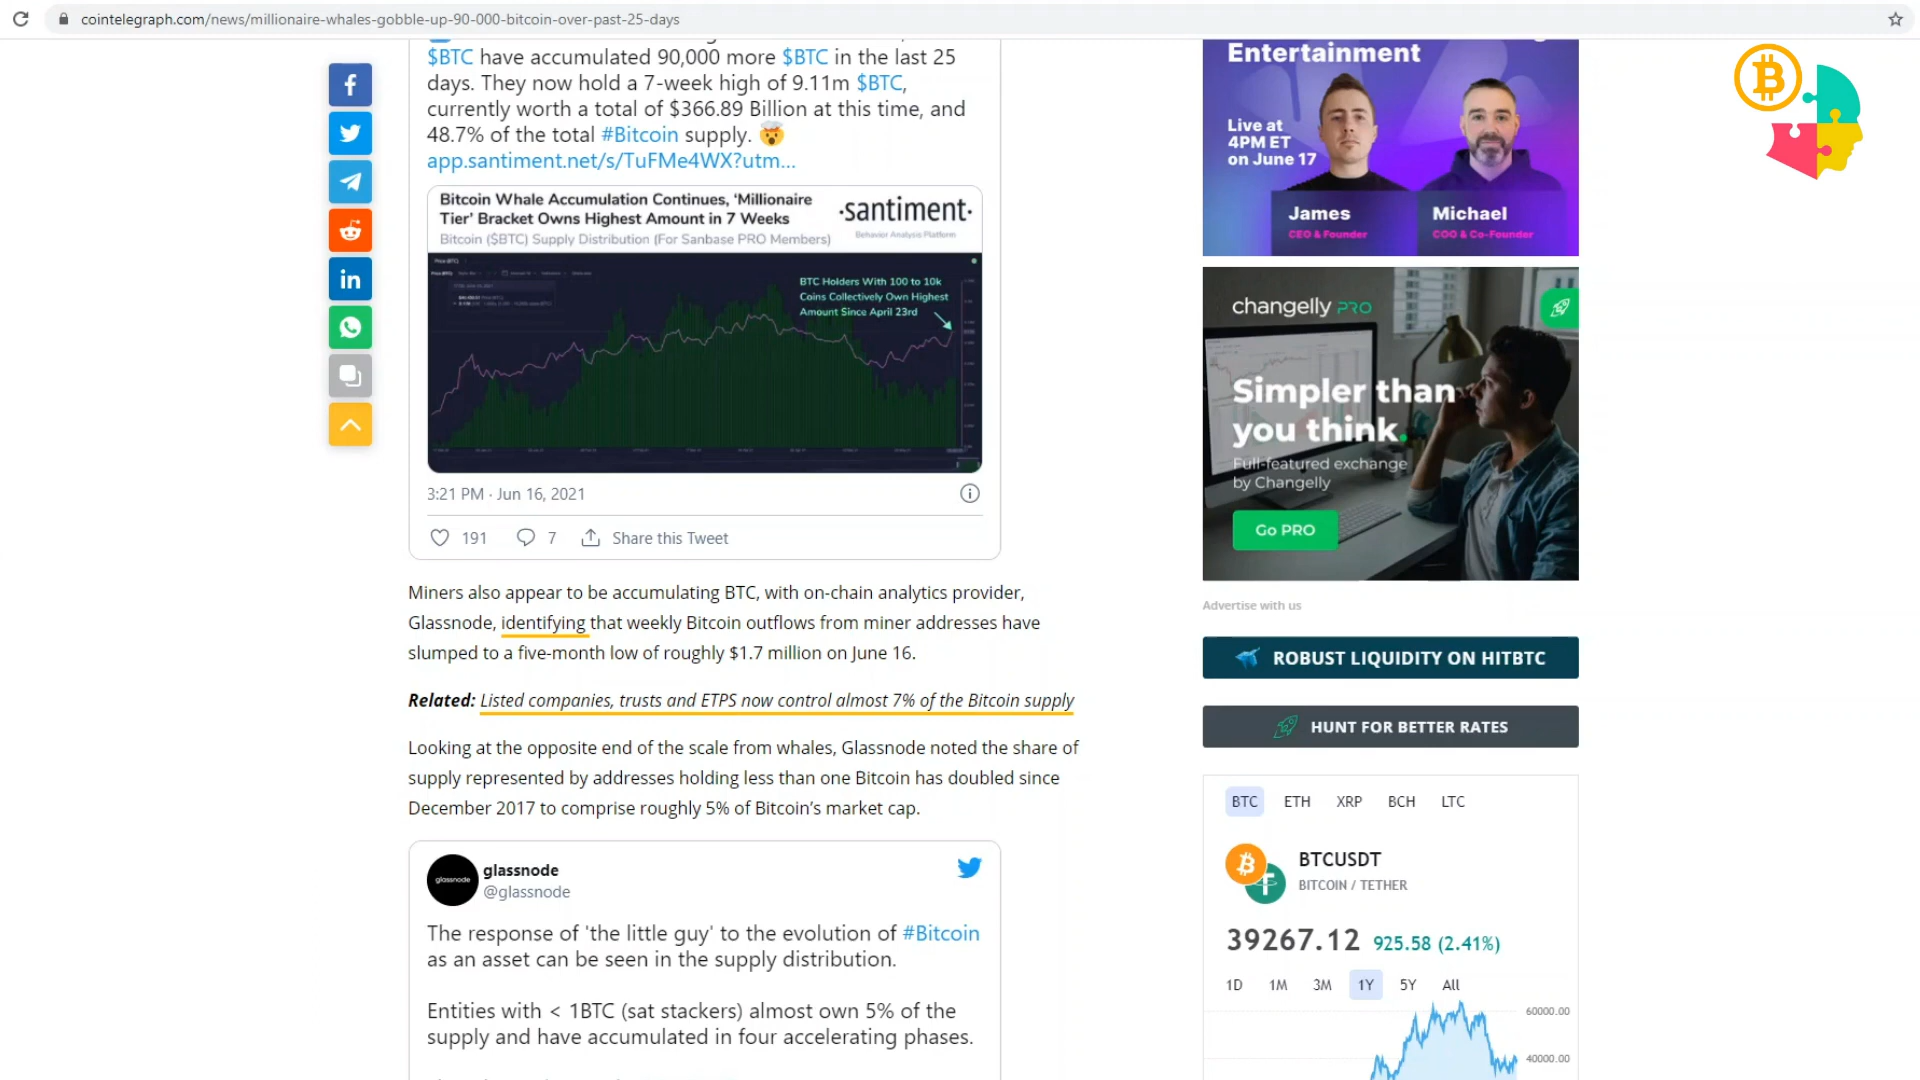 cointelegraph.com/news/millionaire-whales-gobble-up-90-000-bitcoin-over-past-25-days
$BTC have accumulated 90,000 more $BTC in the last 25
days. They now hold a 7-week high of 9.11m $BTC,
currently worth a total of $366.89 Billion at this time, and
48.7% of the total #Bitcoin supply. 🤯
app.santiment.net/s/TuFMe4WX?utm...
Bitcoin Whale Accumulation Continues, ‘Millionaire
Tier’ Bracket Owns Highest Amount in 7 Weeks
Bitcoin ($BTC) Supply Distribution (For Sanbase PRO Members)
·santiment·
Behavior Analysis Platform
BTC Holders With 100 to 10k
Coins Collectively Own Highest
Amount Since April 23rd
3:21 PM · Jun 16, 2021
191
7
Share this Tweet
Miners also appear to be accumulating BTC, with on-chain analytics provider,
Glassnode, identifying that weekly Bitcoin outflows from miner addresses have
slumped to a five-month low of roughly $1.7 million on June 16.
Related: Listed companies, trusts and ETPS now control almost 7% of the Bitcoin supply
Looking at the opposite end of the scale from whales, Glassnode noted the share of
supply represented by addresses holding less than one Bitcoin has doubled since
December 2017 to comprise roughly 5% of Bitcoin’s market cap.
glassnode
glassnode
@glassnode
The response of 'the little guy' to the evolution of #Bitcoin
as an asset can be seen in the supply distribution.
Entities with < 1BTC (sat stackers) almost own 5% of the
supply and have accumulated in four accelerating phases.
Entertainment
Live at
4PM ET
on June 17
James
CEO & Founder
Michael
COO & Co-Founder
changelly PRO
Simpler than
you think.
Full-featured exchange
by Changelly
Go PRO
Advertise with us
ROBUST LIQUIDITY ON HITBTC
HUNT FOR BETTER RATES
BTC ETH XRP BCH LTC
BTCUSDT
BITCOIN / TETHER
39267.12 925.58 (2.41%)
1D 1M 3M 1Y 5Y All
60000.00
40000.00